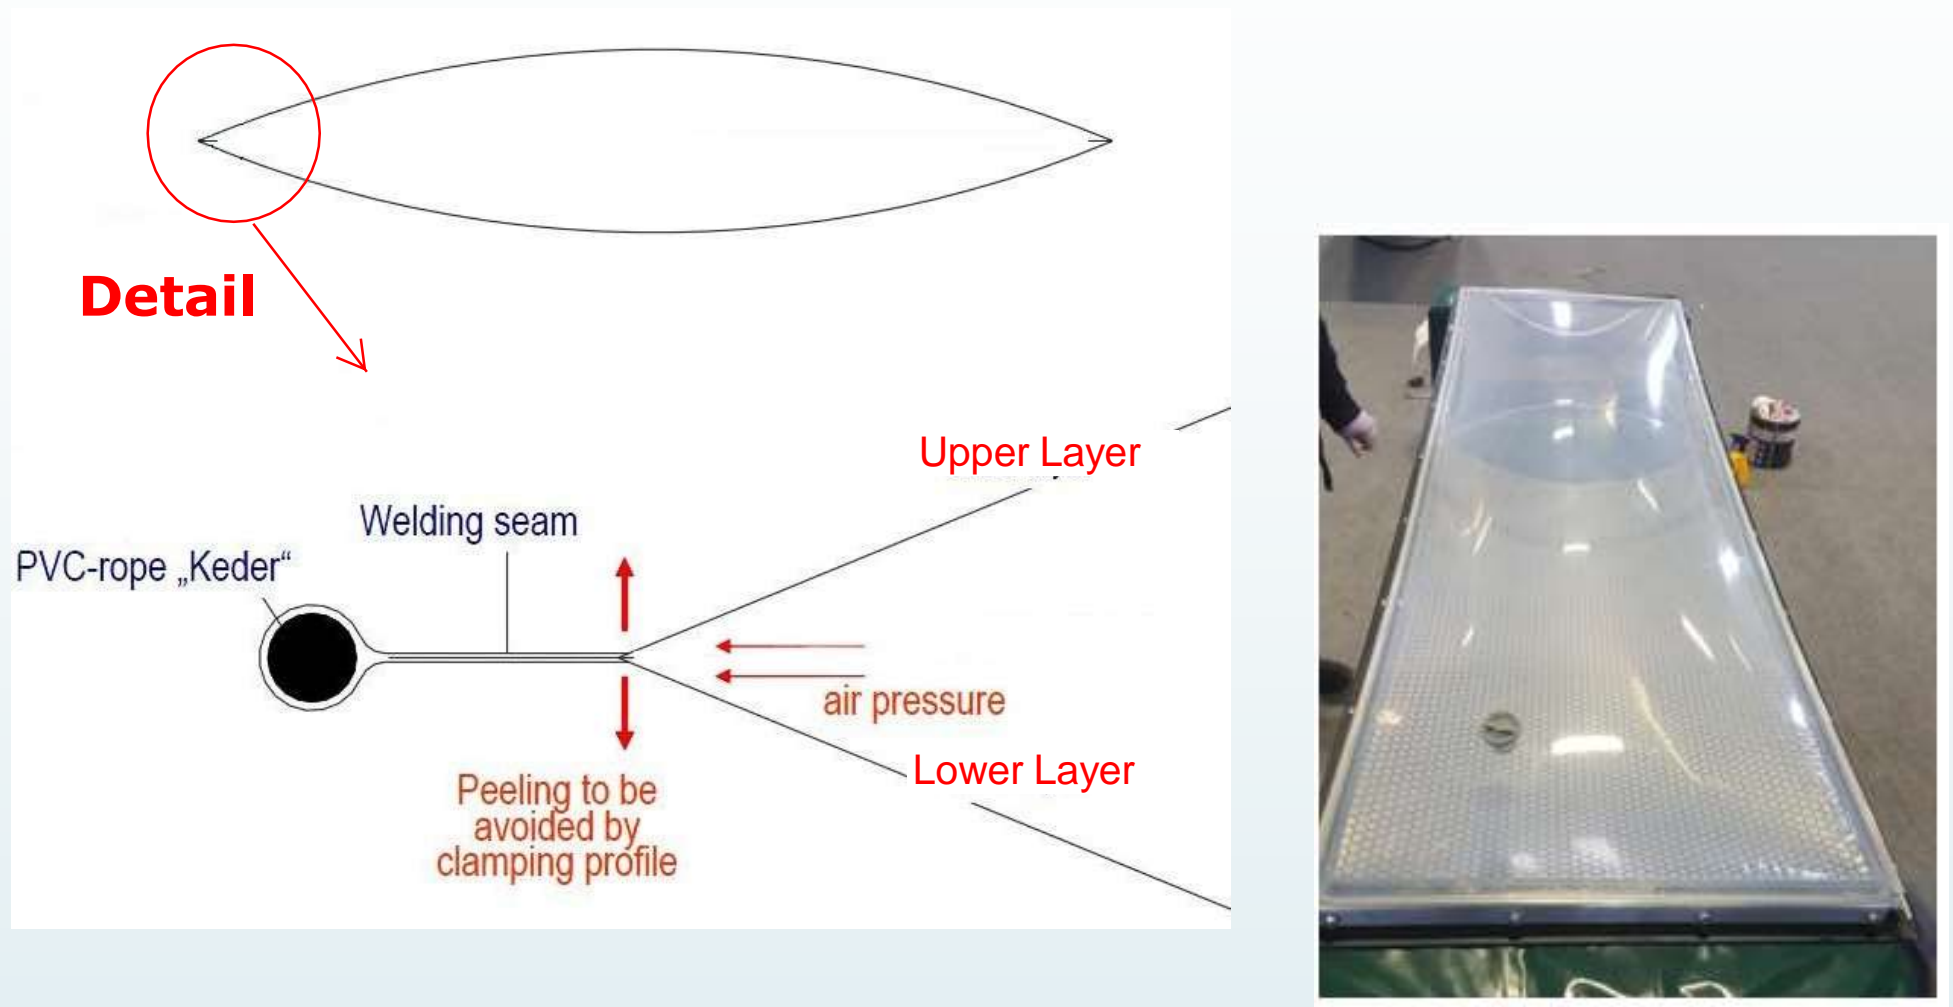 Detail
Upper Layer
Welding seam
PVC-rope „Keder“
air pressure
Lower Layer
Peeling to be
avoided by
clamping profile